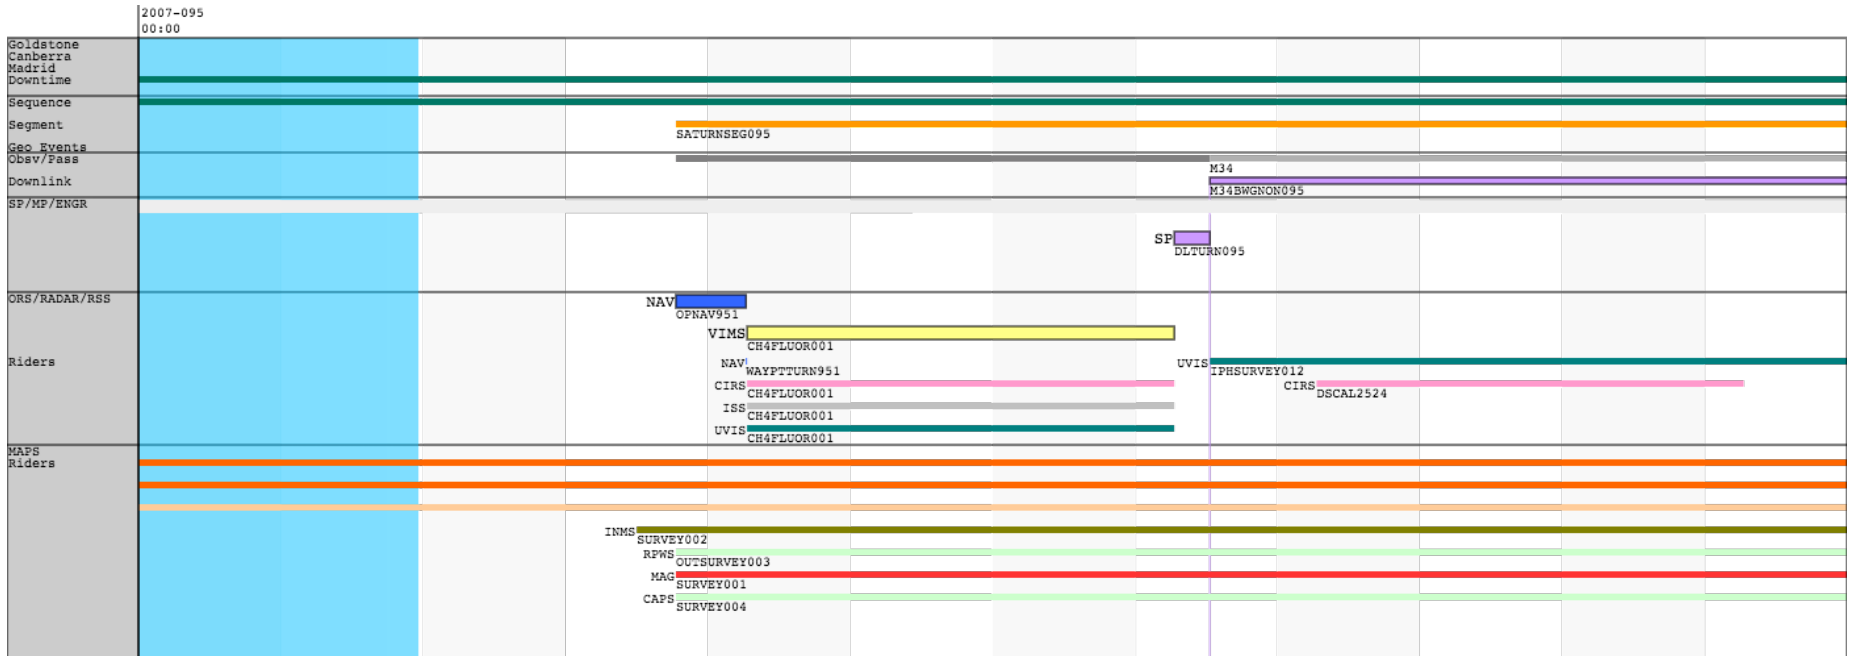 2007-095
00:00
Goldstone
Canberra
Madrid
Downtime
Sequence
Segment
SATURNSEG095
Geo Events
Obsv/Pass
M34
Downlink
M34BWGNON095
SP/MP/ENGR
SP
DLTURN095
ORS/RADAR/RSS
NAV
OPNAV951
VIMS
CH4FLUOR001
Riders
NAV
WAYPTTURN951
UVIS
IPHSURVEY012
CIRS
CH4FLUOR001
CIRS
DSCAL2524
ISS
CH4FLUOR001
UVIS
CH4FLUOR001
MAPS
Riders
INMS
SURVEY002
RPWS
OUTSURVEY003
MAG
SURVEY001
CAPS
SURVEY004